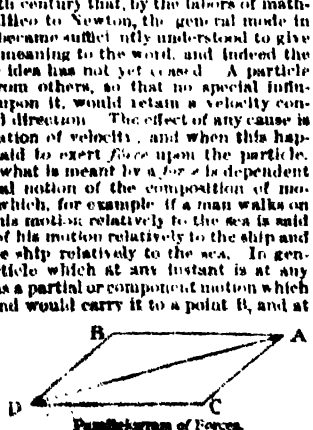 th century that, by the labors of math-
lileo to Newton, the general mode in
became suffici ntly understood to give
meaning to the word, and indeed the
idea has not yet ceased A particle
rom others, so that no special influ-
upon it, would retain a velocity con-
d direction The effect of any cause is
ation of velocity, and when this hap-
aid to exert force upon the particle.
what is meant by a force is dependent
al notion of the composition of mo-
which, for example if a man walks on
his motion relatively to the sea is said
of his motion relatively to the ship and
e ship relatively to the sea. In gen-
rticle which at any instant is at any
as a partial or component motion which
nd would carry it to a point B, and at
B
A
D
C
Parallelogram of Forces.